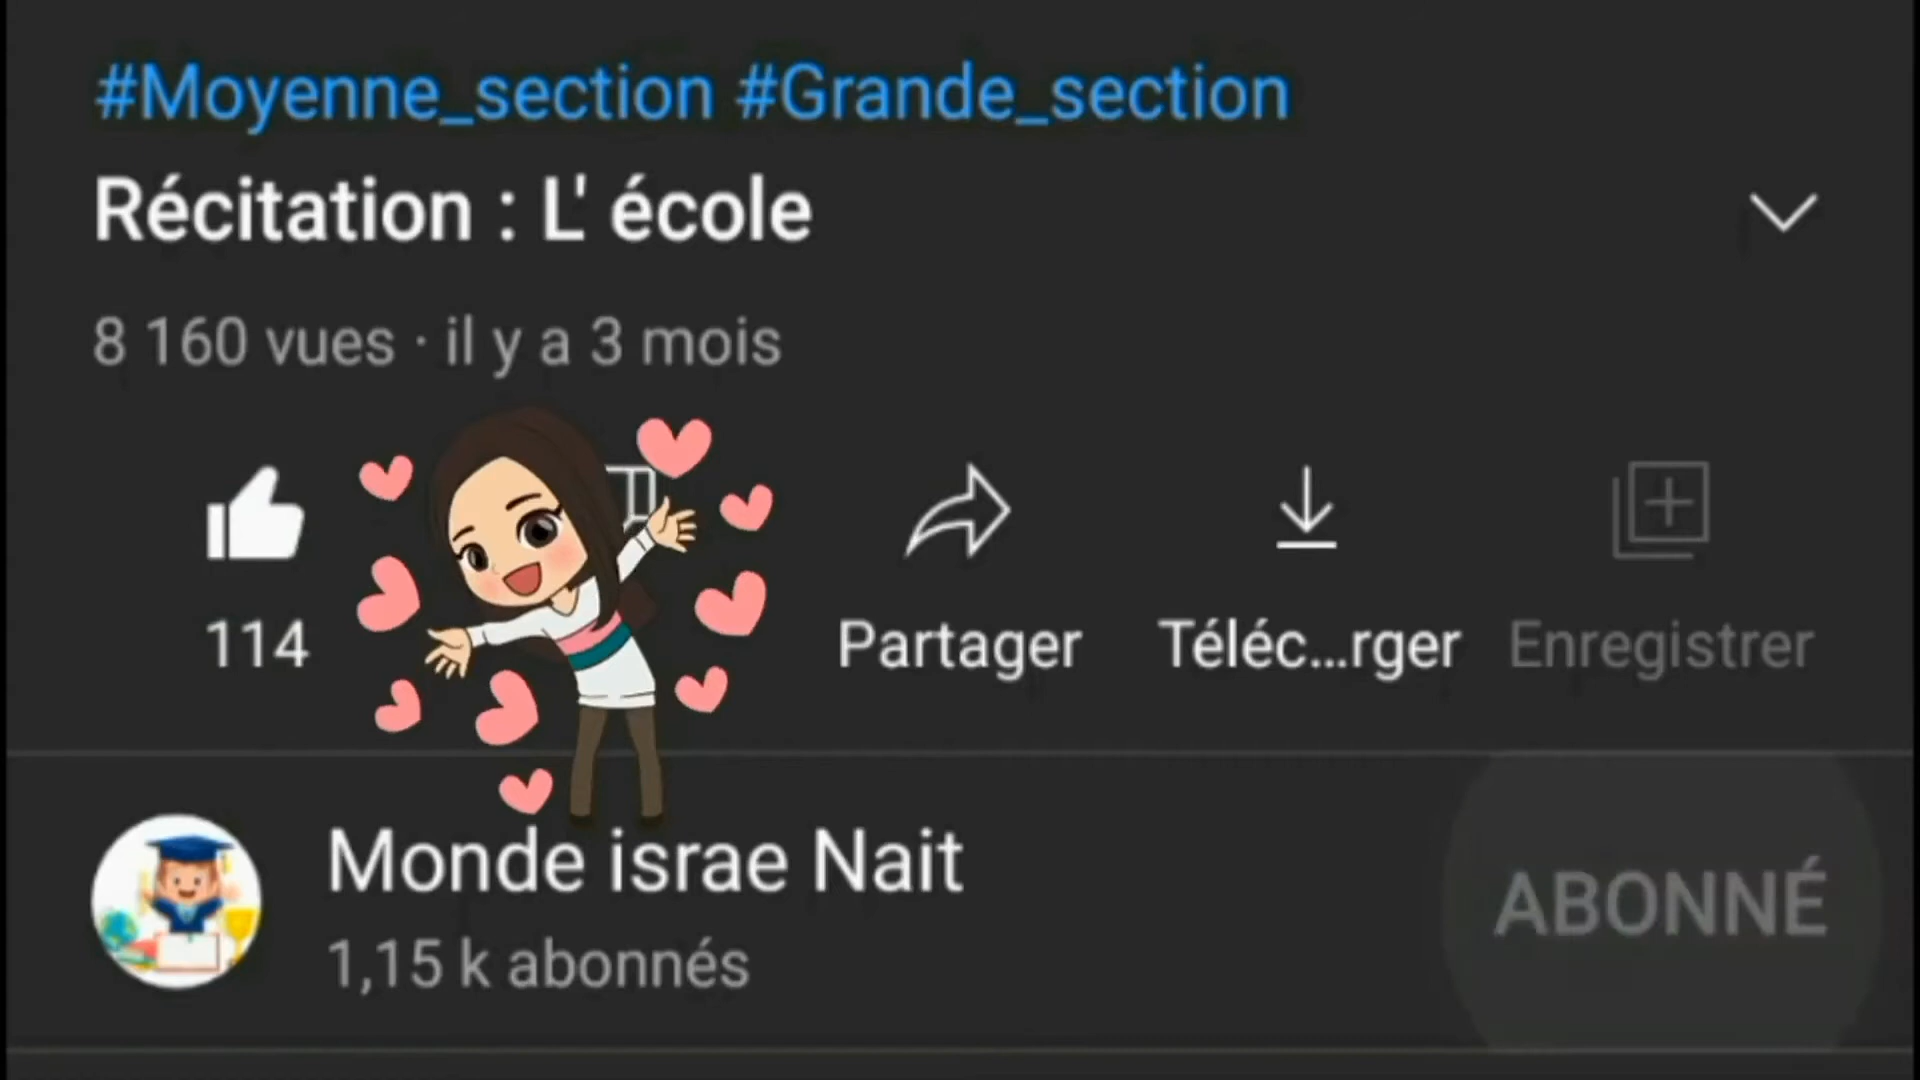 #Moyenne_section #Grande_section
Récitation : L' école
8 160 vues · il y a 3 mois
114
Partager
Téléc...rger
Enregistrer
Monde israe Nait
1,15 k abonnés
ABONNÉ